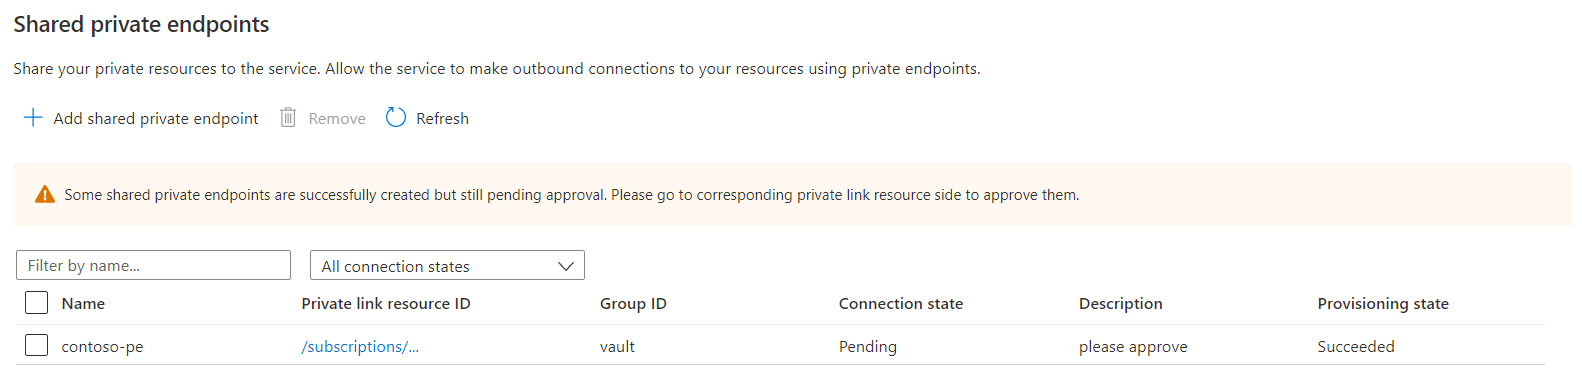 Shared private endpoints
Share your private resources to the service. Allow the service to make outbound connections to your resources using private endpoints.
Add shared private endpoint Remove Refresh
Some shared private endpoints are successfully created but still pending approval. Please go to corresponding private link resource side to approve them.
Filter by name... All connection states
Name Private link resource ID Group ID Connection state Description Provisioning state
contoso-pe /subscriptions/... vault Pending please approve Succeeded